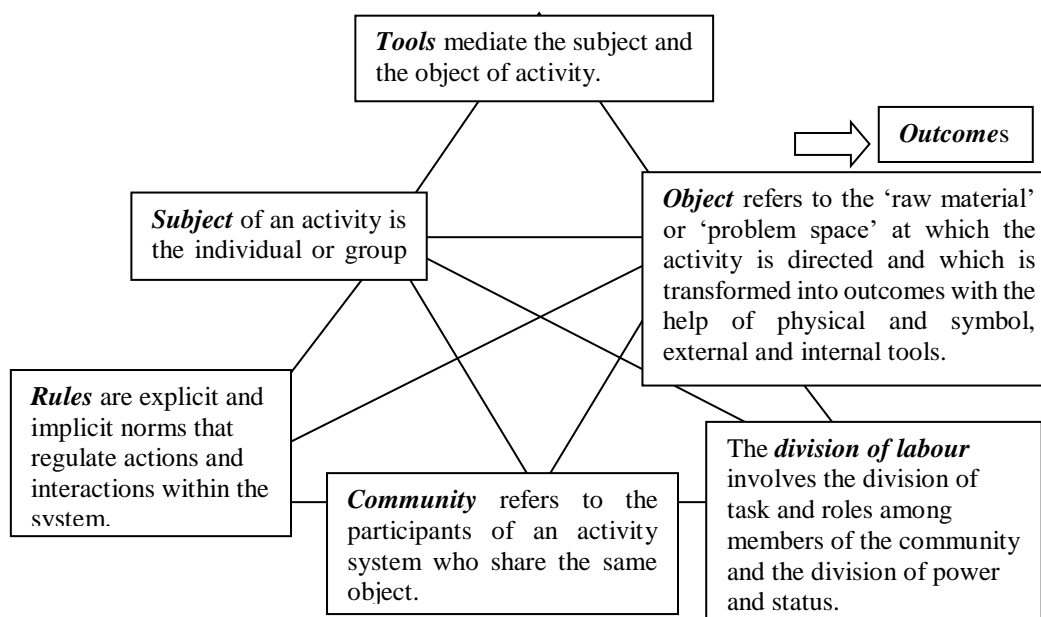 Tools mediate the subject and
the object of activity.
Outcomes
Subject of an activity is
the individual or group
Object refers to the ‘raw material’
or ‘problem space’ at which the
activity is directed and which is
transformed into outcomes with the
help of physical and symbol,
external and internal tools.
Rules are explicit and
implicit norms that
regulate actions and
interactions within the
system.
Community refers to the
participants of an activity
system who share the same
object.
The division of labour
involves the division of
task and roles among
members of the community
and the division of power
and status.